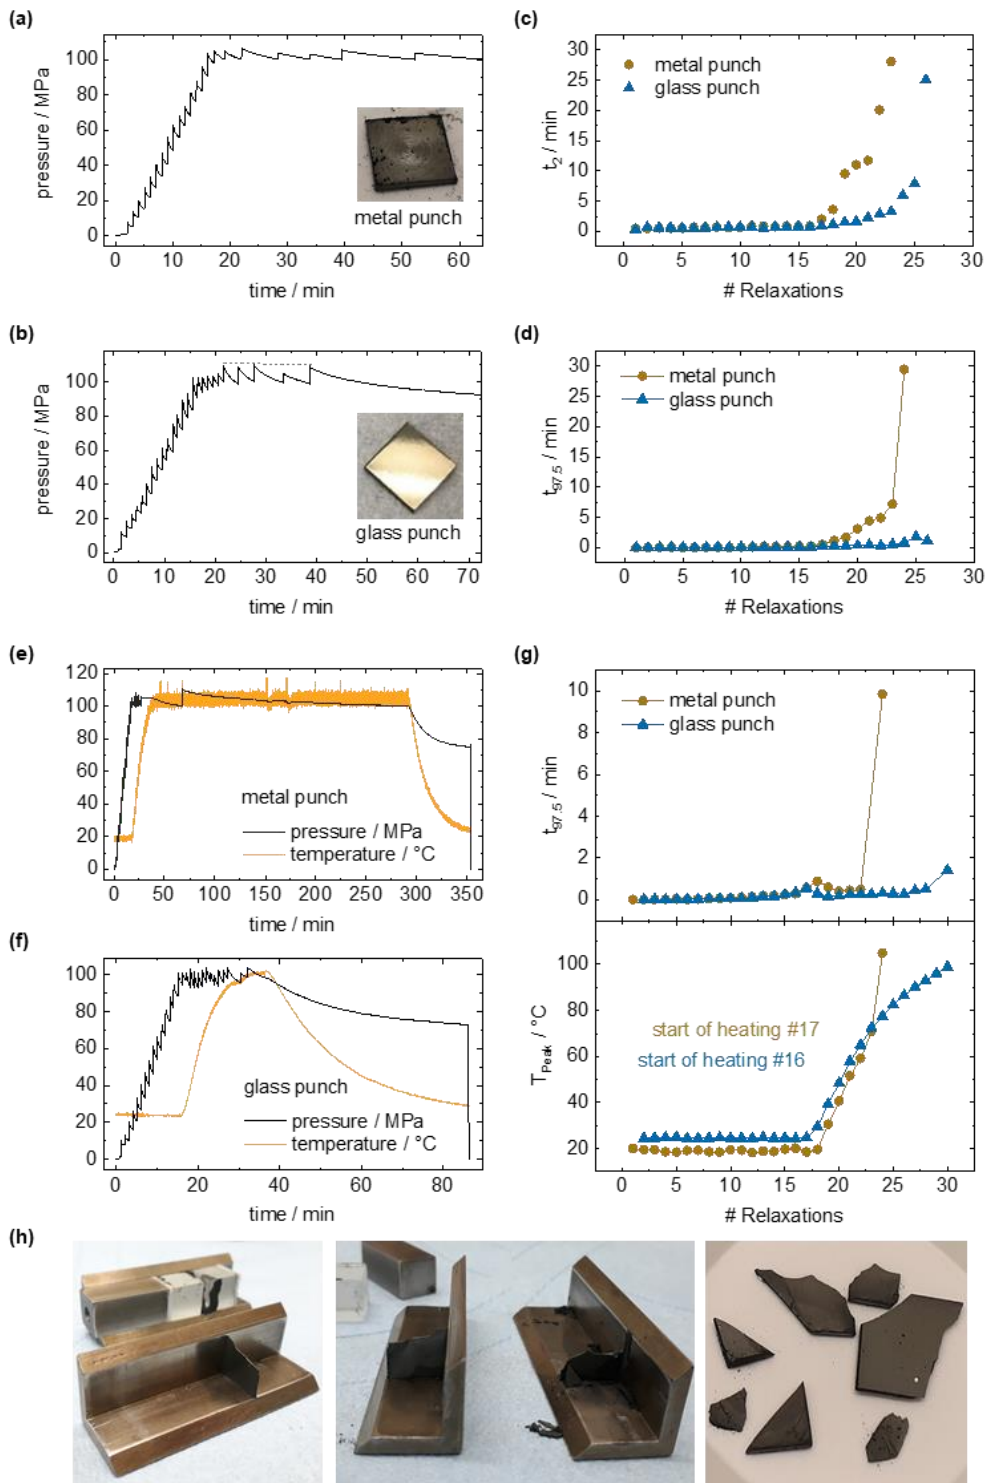 (a)
pressure / MPa
100
80
60
40
20
0
metal punch
0 10 20 30 40 50 60
time / min
(c)
t2 / min
30
25
20
15
10
5
0
metal punch
glass punch
0 5 10 15 20 25 30
# Relaxations
(b)
pressure / MPa
100
80
60
40
20
0
glass punch
0 10 20 30 40 50 60 70
time / min
(d)
t97.5 / min
30
25
20
15
10
5
0
metal punch
glass punch
0 5 10 15 20 25 30
# Relaxations
(e)
120
100
80
60
40
20
0
metal punch
pressure / MPa
temperature / °C
0 50 100 150 200 250 300 350
time / min
(f)
100
80
60
40
20
0
glass punch
pressure / MPa
temperature / °C
0 20 40 60 80
time / min
(g)
t97.5 / min
10
8
6
4
2
0
metal punch
glass punch
TPeak / °C
100
80
60
40
20
start of heating #17
start of heating #16
0 5 10 15 20 25 30
# Relaxations
(h)